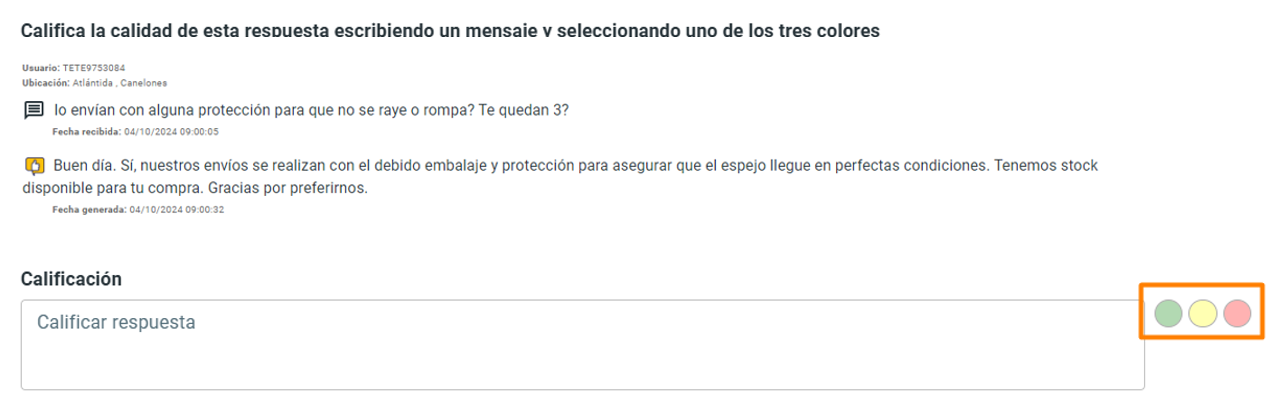 Califica la calidad de esta respuesta escribiendo un mensaje y seleccionando uno de los tres colores
Usuario: TETE9753084
Ubicación: Atlántida , Canelones
lo envían con alguna protección para que no se raye o rompa? Te quedan 3?
Fecha recibida: 04/10/2024 09:00:05
Buen día. Sí, nuestros envíos se realizan con el debido embalaje y protección para asegurar que el espejo llegue en perfectas condiciones. Tenemos stock
disponible para tu compra. Gracias por preferirnos.
Fecha generada: 04/10/2024 09:00:32
Calificación
Calificar respuesta